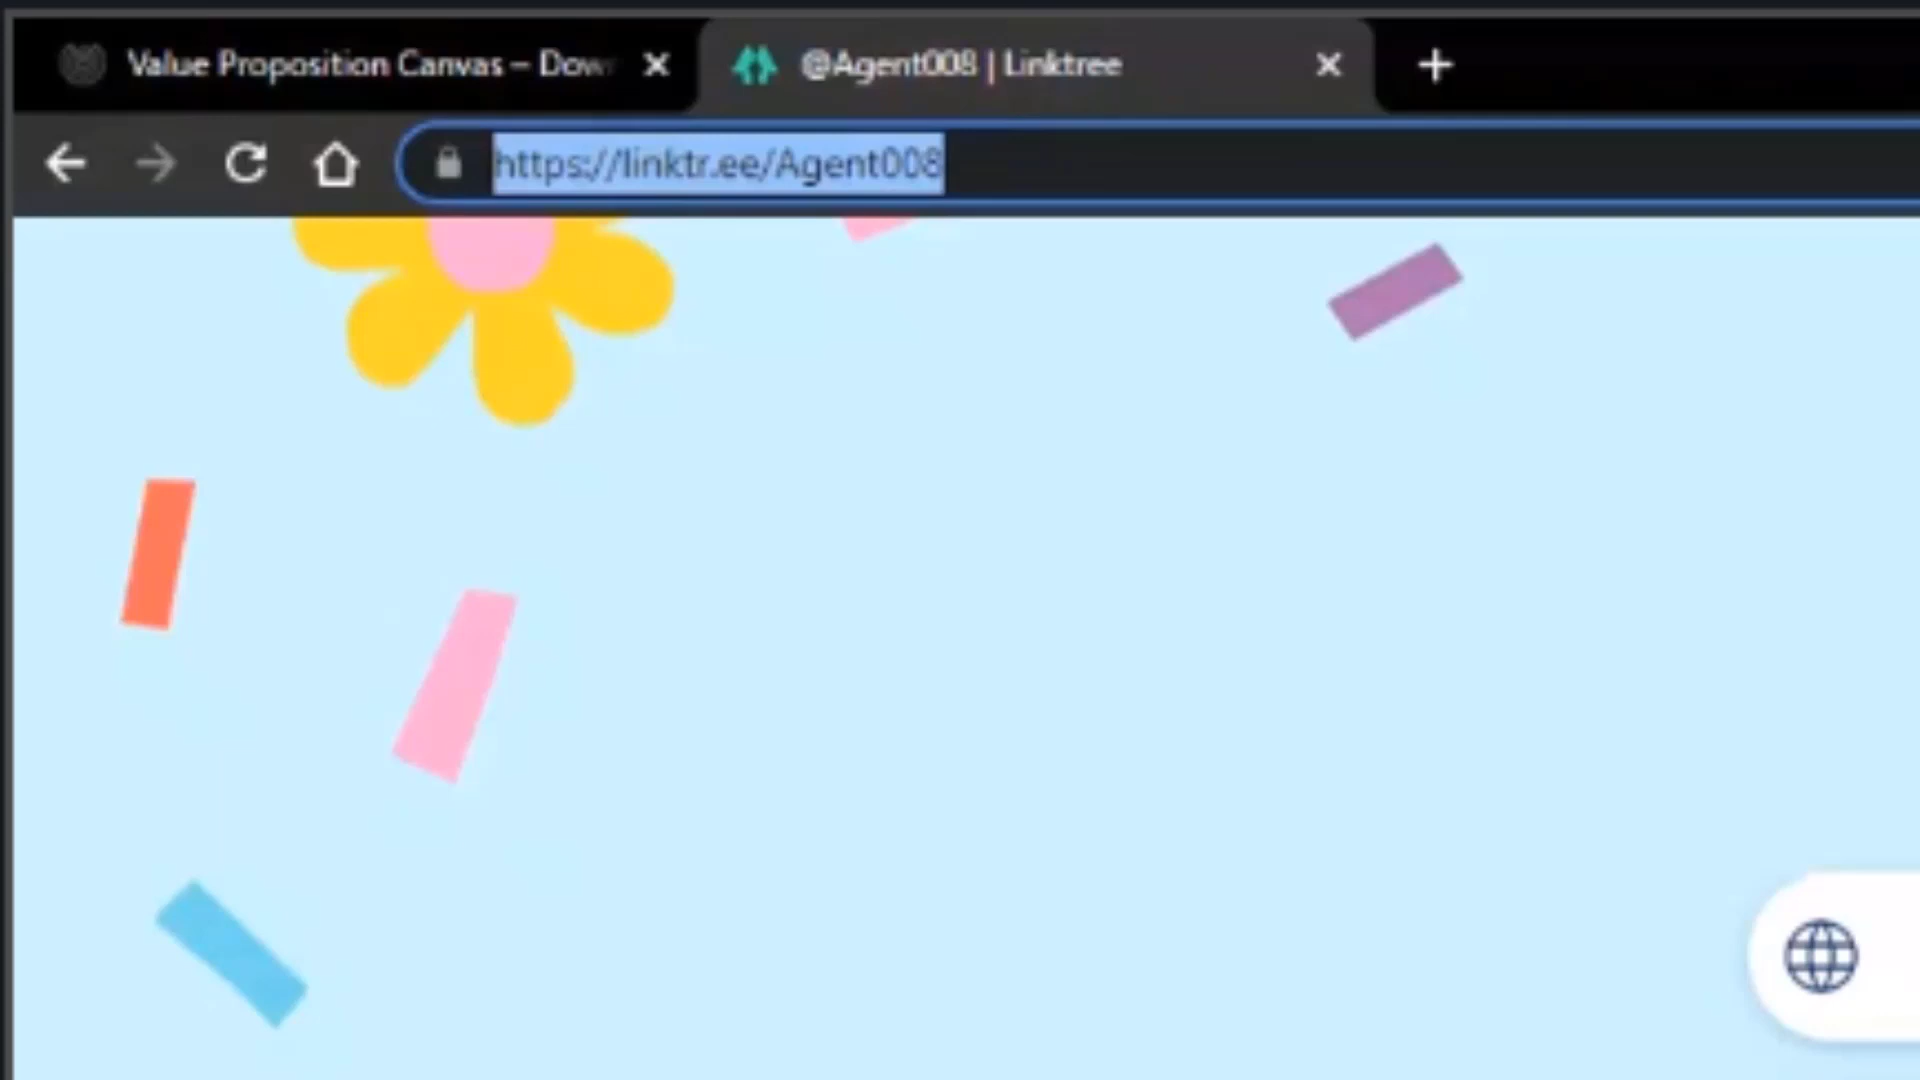 Value Proposition Canvas – Dow
@Agent008 | Linktree
https://linktr.ee/Agent008